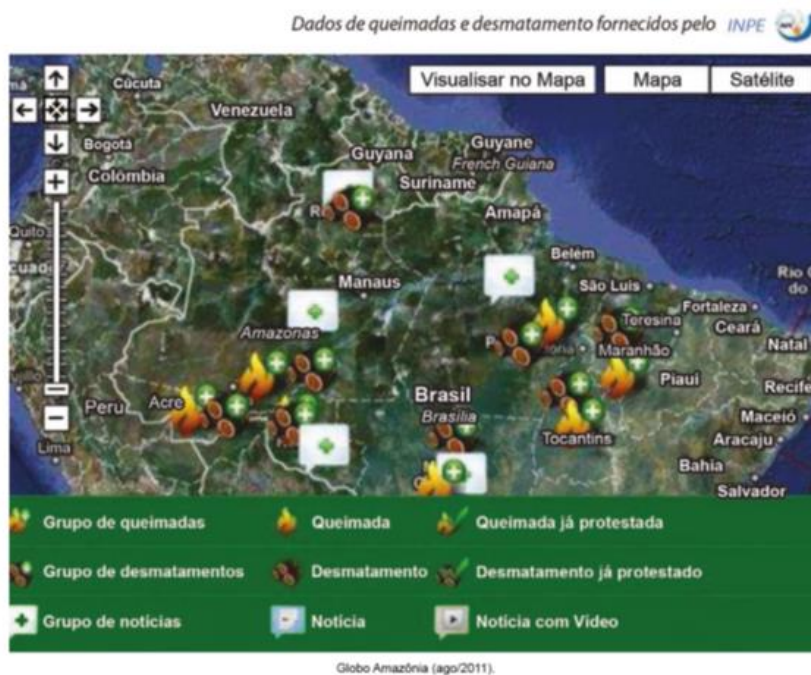 Dados de queimadas e desmatamento fornecidos pelo INPE
Visualisar no Mapa Mapa Satélite
Cúcuta
Venezuela
Bogotá
Colômbia
Guyana
Guyane
French Guiana
Suriname
Amapá
Quito
Belém
Manaus
São Luis
Fortaleza
Teresina
Ceará
Natal
Amazonas
Maranhão
Piauí
Recife
Peru
Acre
Brasil
Brasília
Maceió
Tocantins
Aracaju
Lima
Bahia
Salvador
Grupo de queimadas Queimada Queimada já protestada
Grupo de desmatamentos Desmatamento Desmatamento já protestado
Grupo de notícias Notícia Notícia com Video
Globo Amazônia (ago/2011).